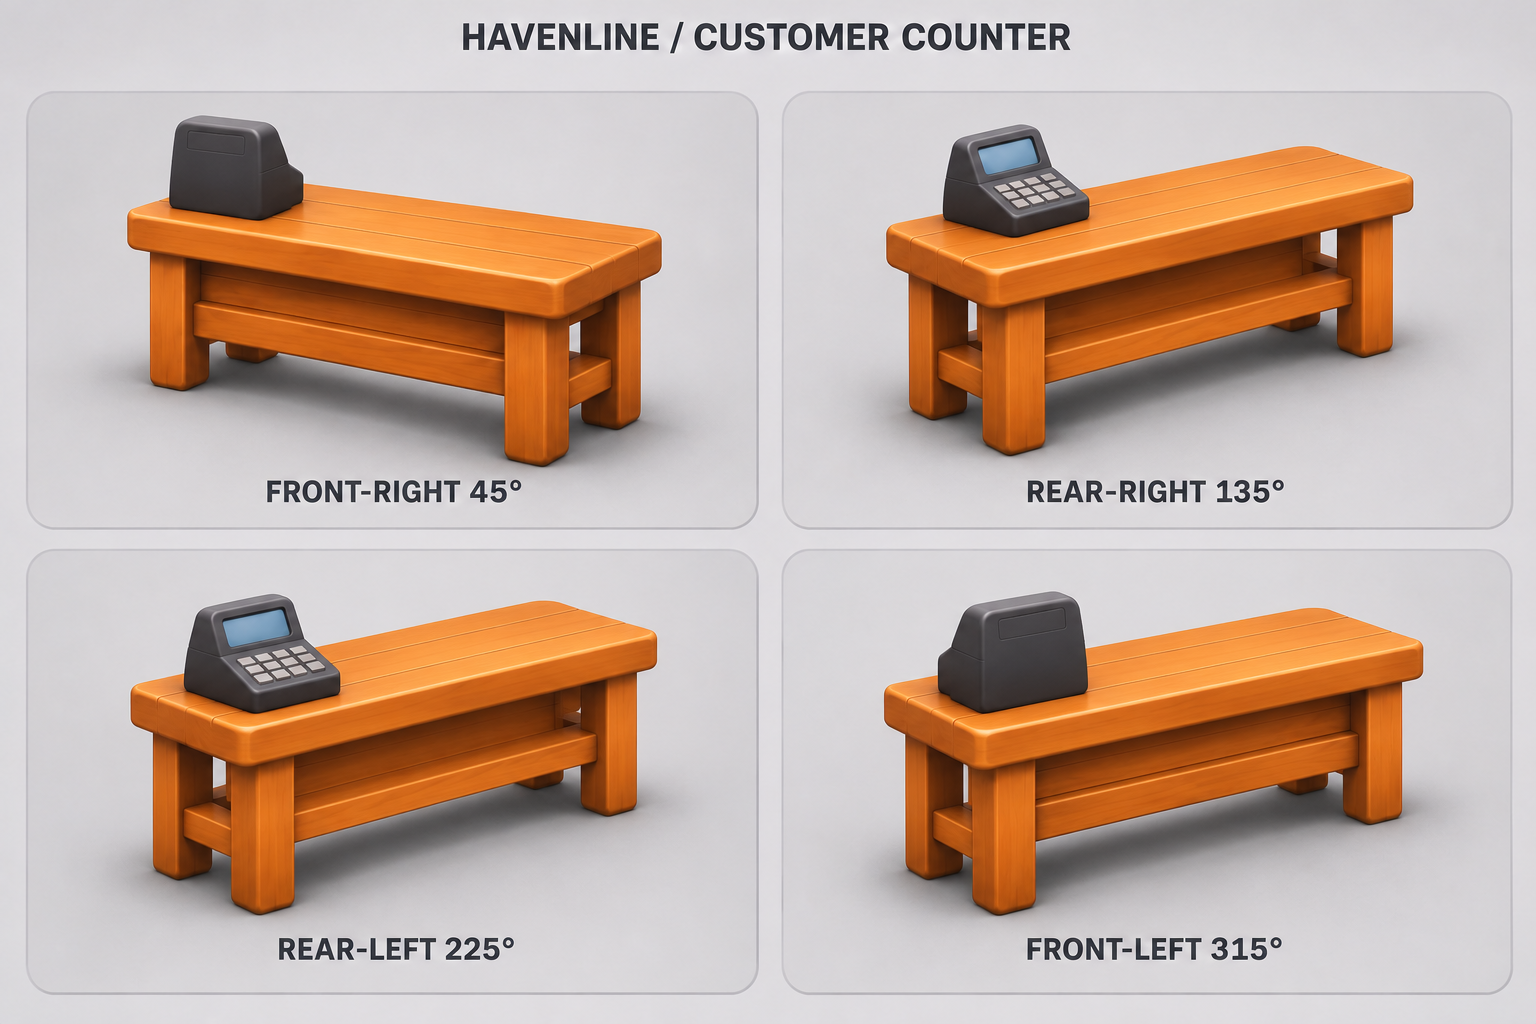 HAVENLINE / CUSTOMER COUNTER
FRONT-RIGHT 45°
REAR-RIGHT 135°
REAR-LEFT 225°
FRONT-LEFT 315°